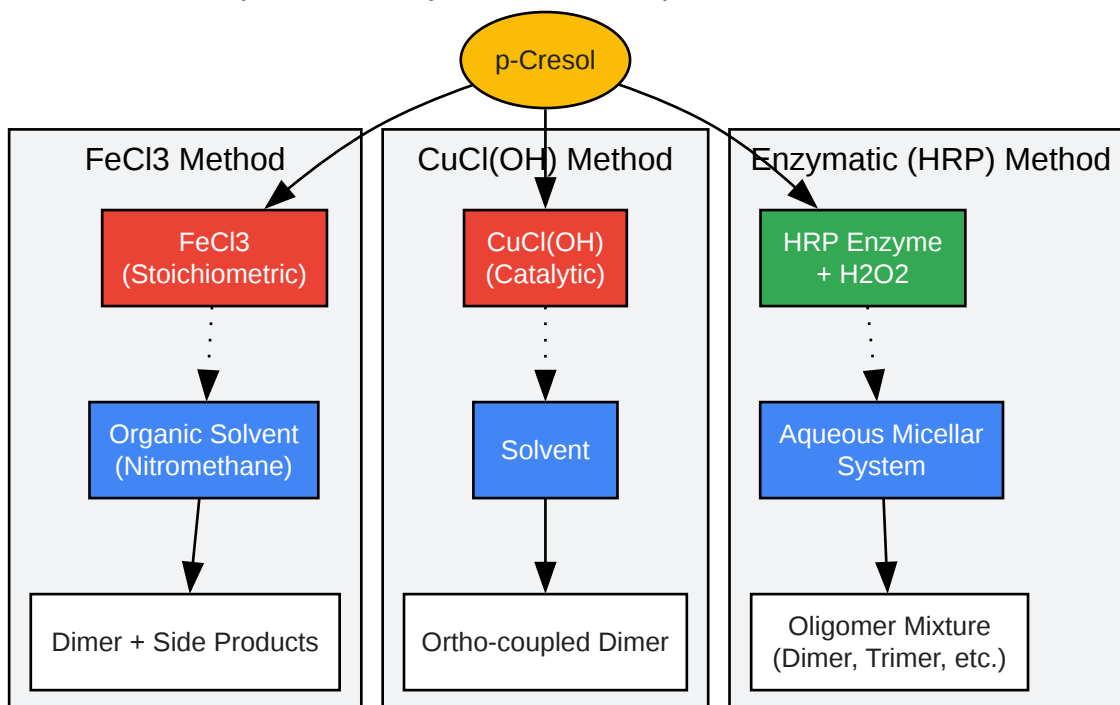 p-Cresol
FeCl3 Method
CuCl(OH) Method
Enzymatic (HRP) Method
FeCl3
(Stoichiometric)
CuCl(OH)
(Catalytic)
HRP Enzyme
+ H2O2
Organic Solvent
(Nitromethane)
Solvent
Aqueous Micellar
System
Dimer + Side Products
Ortho-coupled Dimer
Oligomer Mixture
(Dimer, Trimer, etc.)